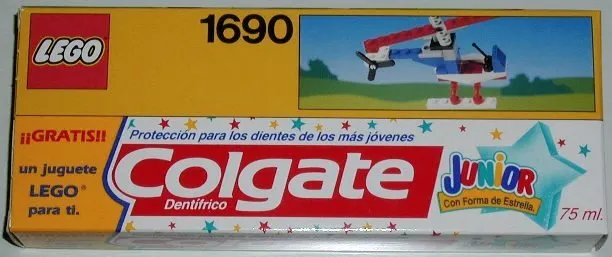 LEGO
1690
¡¡GRATIS!!
un juguete
LEGO®
para ti.
Protección para los dientes de los más jóvenes
Colgate
Dentífrico
JUNIOR
Con Forma de Estrella.
75 ml.